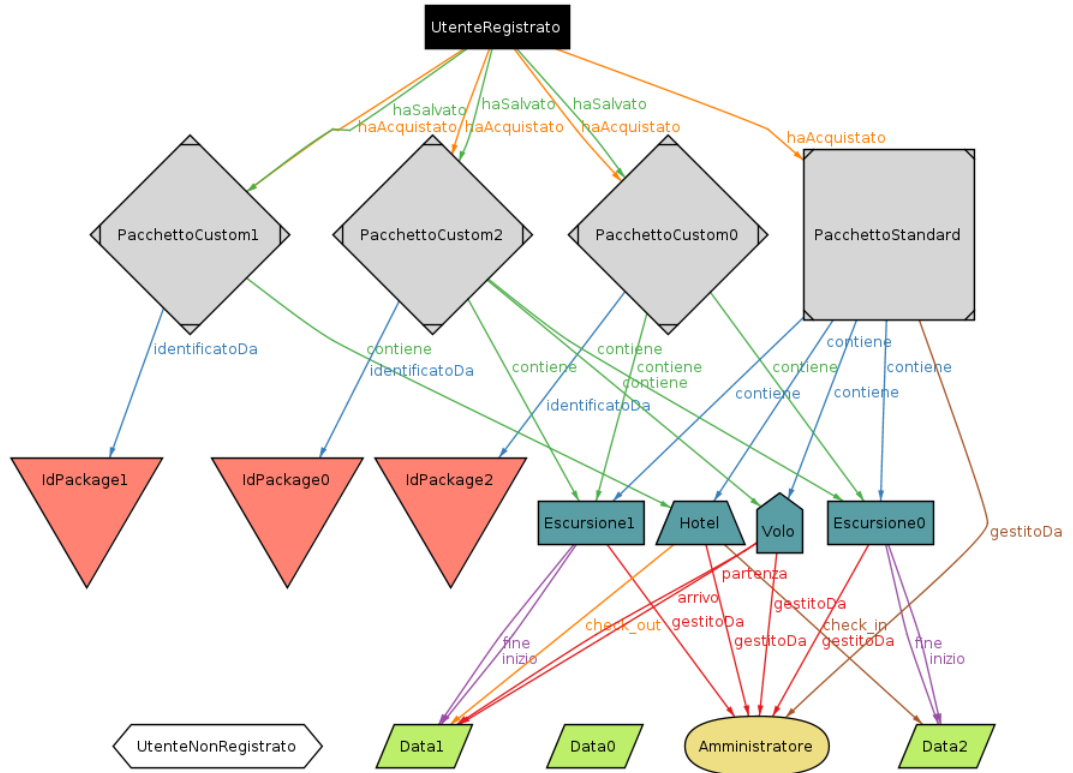 UtenteRegistrato
haSalvato
haSalvato
haSalvato
haAcquistato
haAcquistato
haAcquistato
haAcquistato
PacchettoCustom1
PacchettoCustom2
PacchettoCustom0
PacchettoStandard
identificatoDa
contiene
identificatoDa
contiene
contiene
contiene
contiene
identificatoDa
contiene
contiene
contiene
contiene
contiene
gestitoDa
IdPackage1
IdPackage0
IdPackage2
Escursione1
Hotel
Volo
Escursione0
partenza
arrivo
gestitoDa
gestitoDa
check_out
check_in
gestitoDa
gestitoDa
fine
inizio
fine
inizio
UtenteNonRegistrato
Data1
Data0
Amministratore
Data2